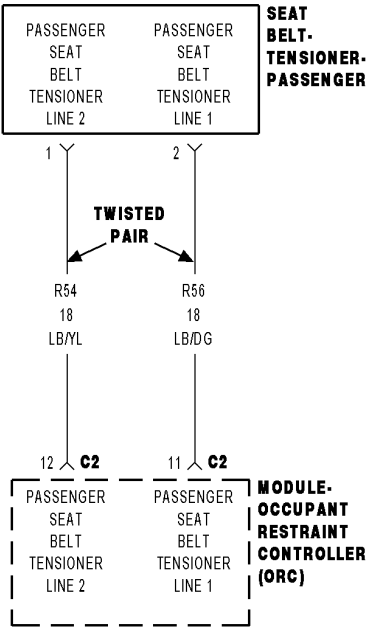 SEAT
BELT-
TENSIONER-
PASSENGER
PASSENGER
SEAT
BELT
TENSIONER
LINE 2
PASSENGER
SEAT
BELT
TENSIONER
LINE 1
1
2
TWISTED
PAIR
R54
18
LB/YL
R56
18
LB/DG
12 C2
11 C2
PASSENGER
SEAT
BELT
TENSIONER
LINE 2
PASSENGER
SEAT
BELT
TENSIONER
LINE 1
MODULE-
OCCUPANT
RESTRAINT
CONTROLLER
(ORC)